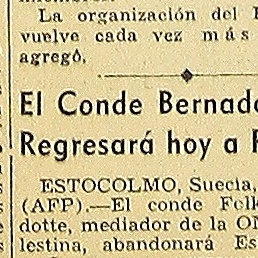 La organización del
vuelve cada vez más
agregó.
El Conde Bernado
Regresará hoy a
ESTOCOLMO, Suecia,
(AFP).—El conde Folk
dotte, mediador de la ON
lestina, abandonará Es